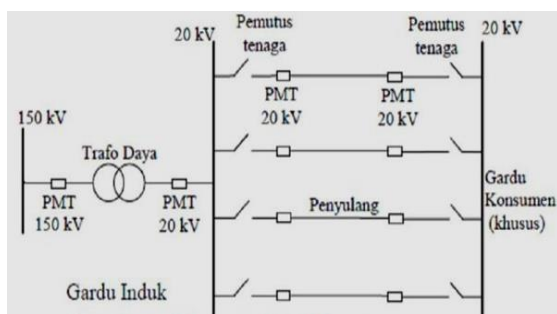 20 kV
Pemutus
tenaga
Pemutus
tenaga
20 kV
PMT
20 kV
PMT
20 kV
150 kV
Trafo Daya
PMT
150 kV
PMT
20 kV
Penyulang
Gardu
Konsumen
(khusus)
Gardu Induk